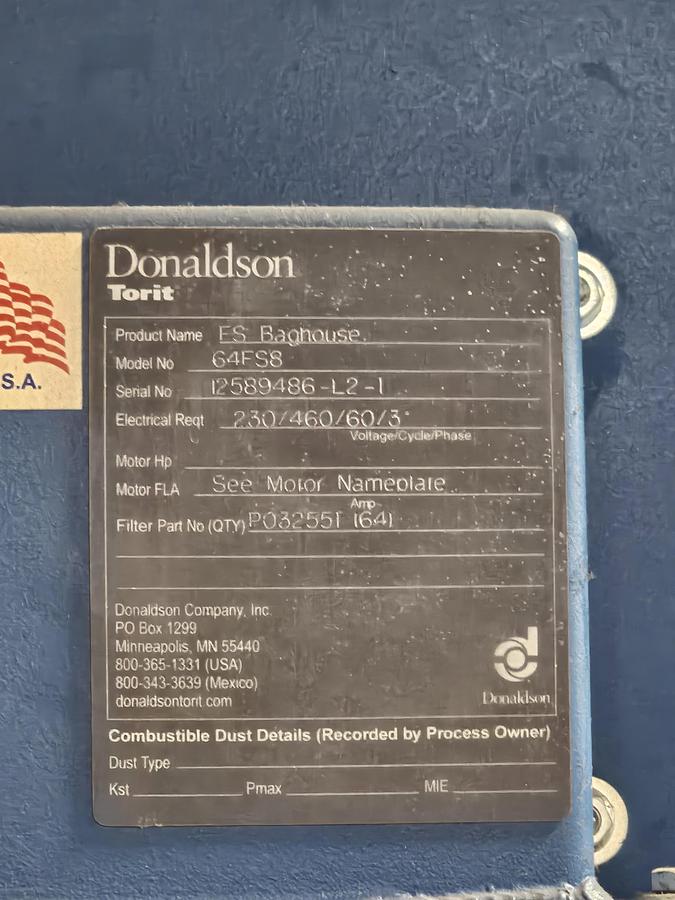 S.A.
Donaldson
Torit
Product Name FS Baghouse
Model No 64FS8
Serial No 12589486-L2-1
Electrical Reqt 230/460/60/3
Voltage/Cycle/Phase
Motor Hp
Motor FLA See Motor Nameplate
Amp
Filter Part No (QTY) P032551 (64)
Donaldson Company, Inc.
PO Box 1299
Minneapolis, MN 55440
800-365-1331 (USA)
800-343-3639 (Mexico)
donaldsontorit.com
Donaldson
Combustible Dust Details (Recorded by Process Owner)
Dust Type
Kst Pmax MIE